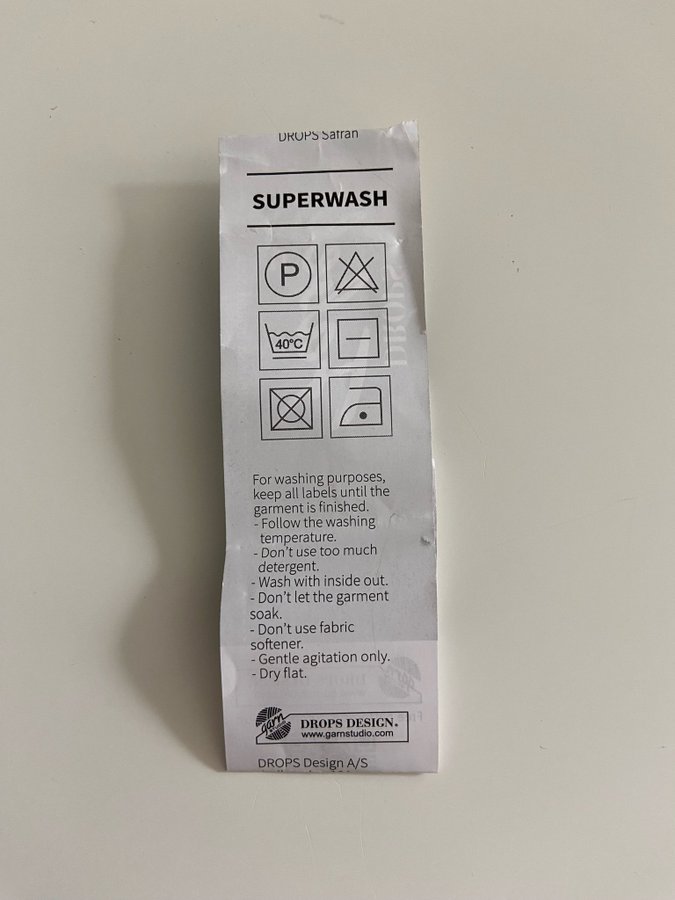 DROPS Safran
SUPERWASH
P
40°C
For washing purposes,
keep all labels until the
garment is finished.
- Follow the washing
temperature.
- Don't use too much
detergent.
- Wash with inside out.
- Don't let the garment
soak.
- Don't use fabric
softener.
- Gentle agitation only.
- Dry flat.
garn
DROPS DESIGN®
www.garnstudio.com
DROPS Design A/S